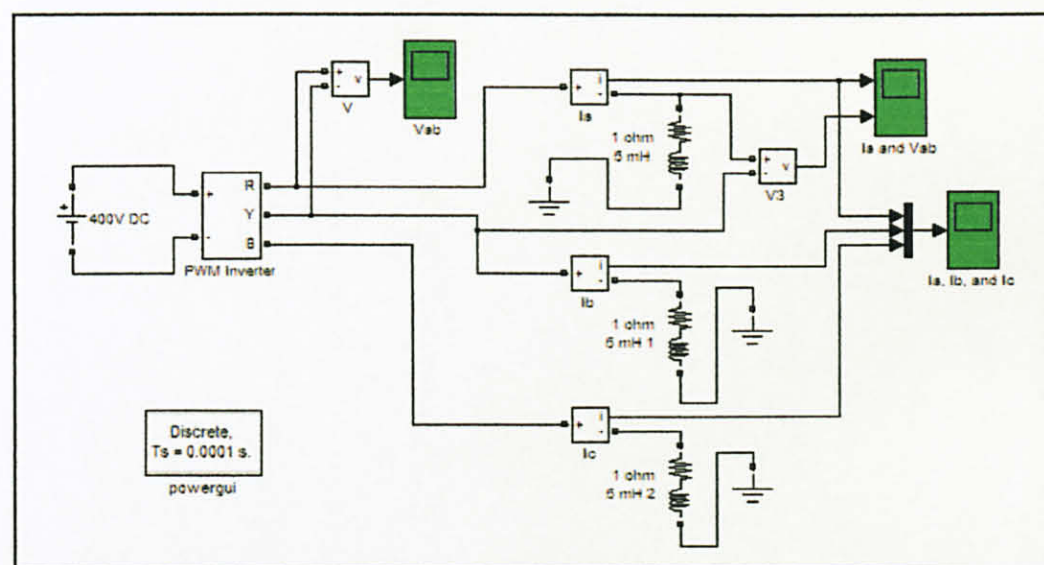 + v
-
V
Vab
i
+ -
Ia
1 ohm
5 mH
+ v
-
V3
Ia and Vab
400V DC
+
-
R
Y
B
PWM Inverter
i
+ -
Ib
1 ohm
5 mH 1
Ia, Ib, and Ic
i
+ -
Ic
1 ohm
5 mH 2
Discrete,
Ts = 0.0001 s.
powergui